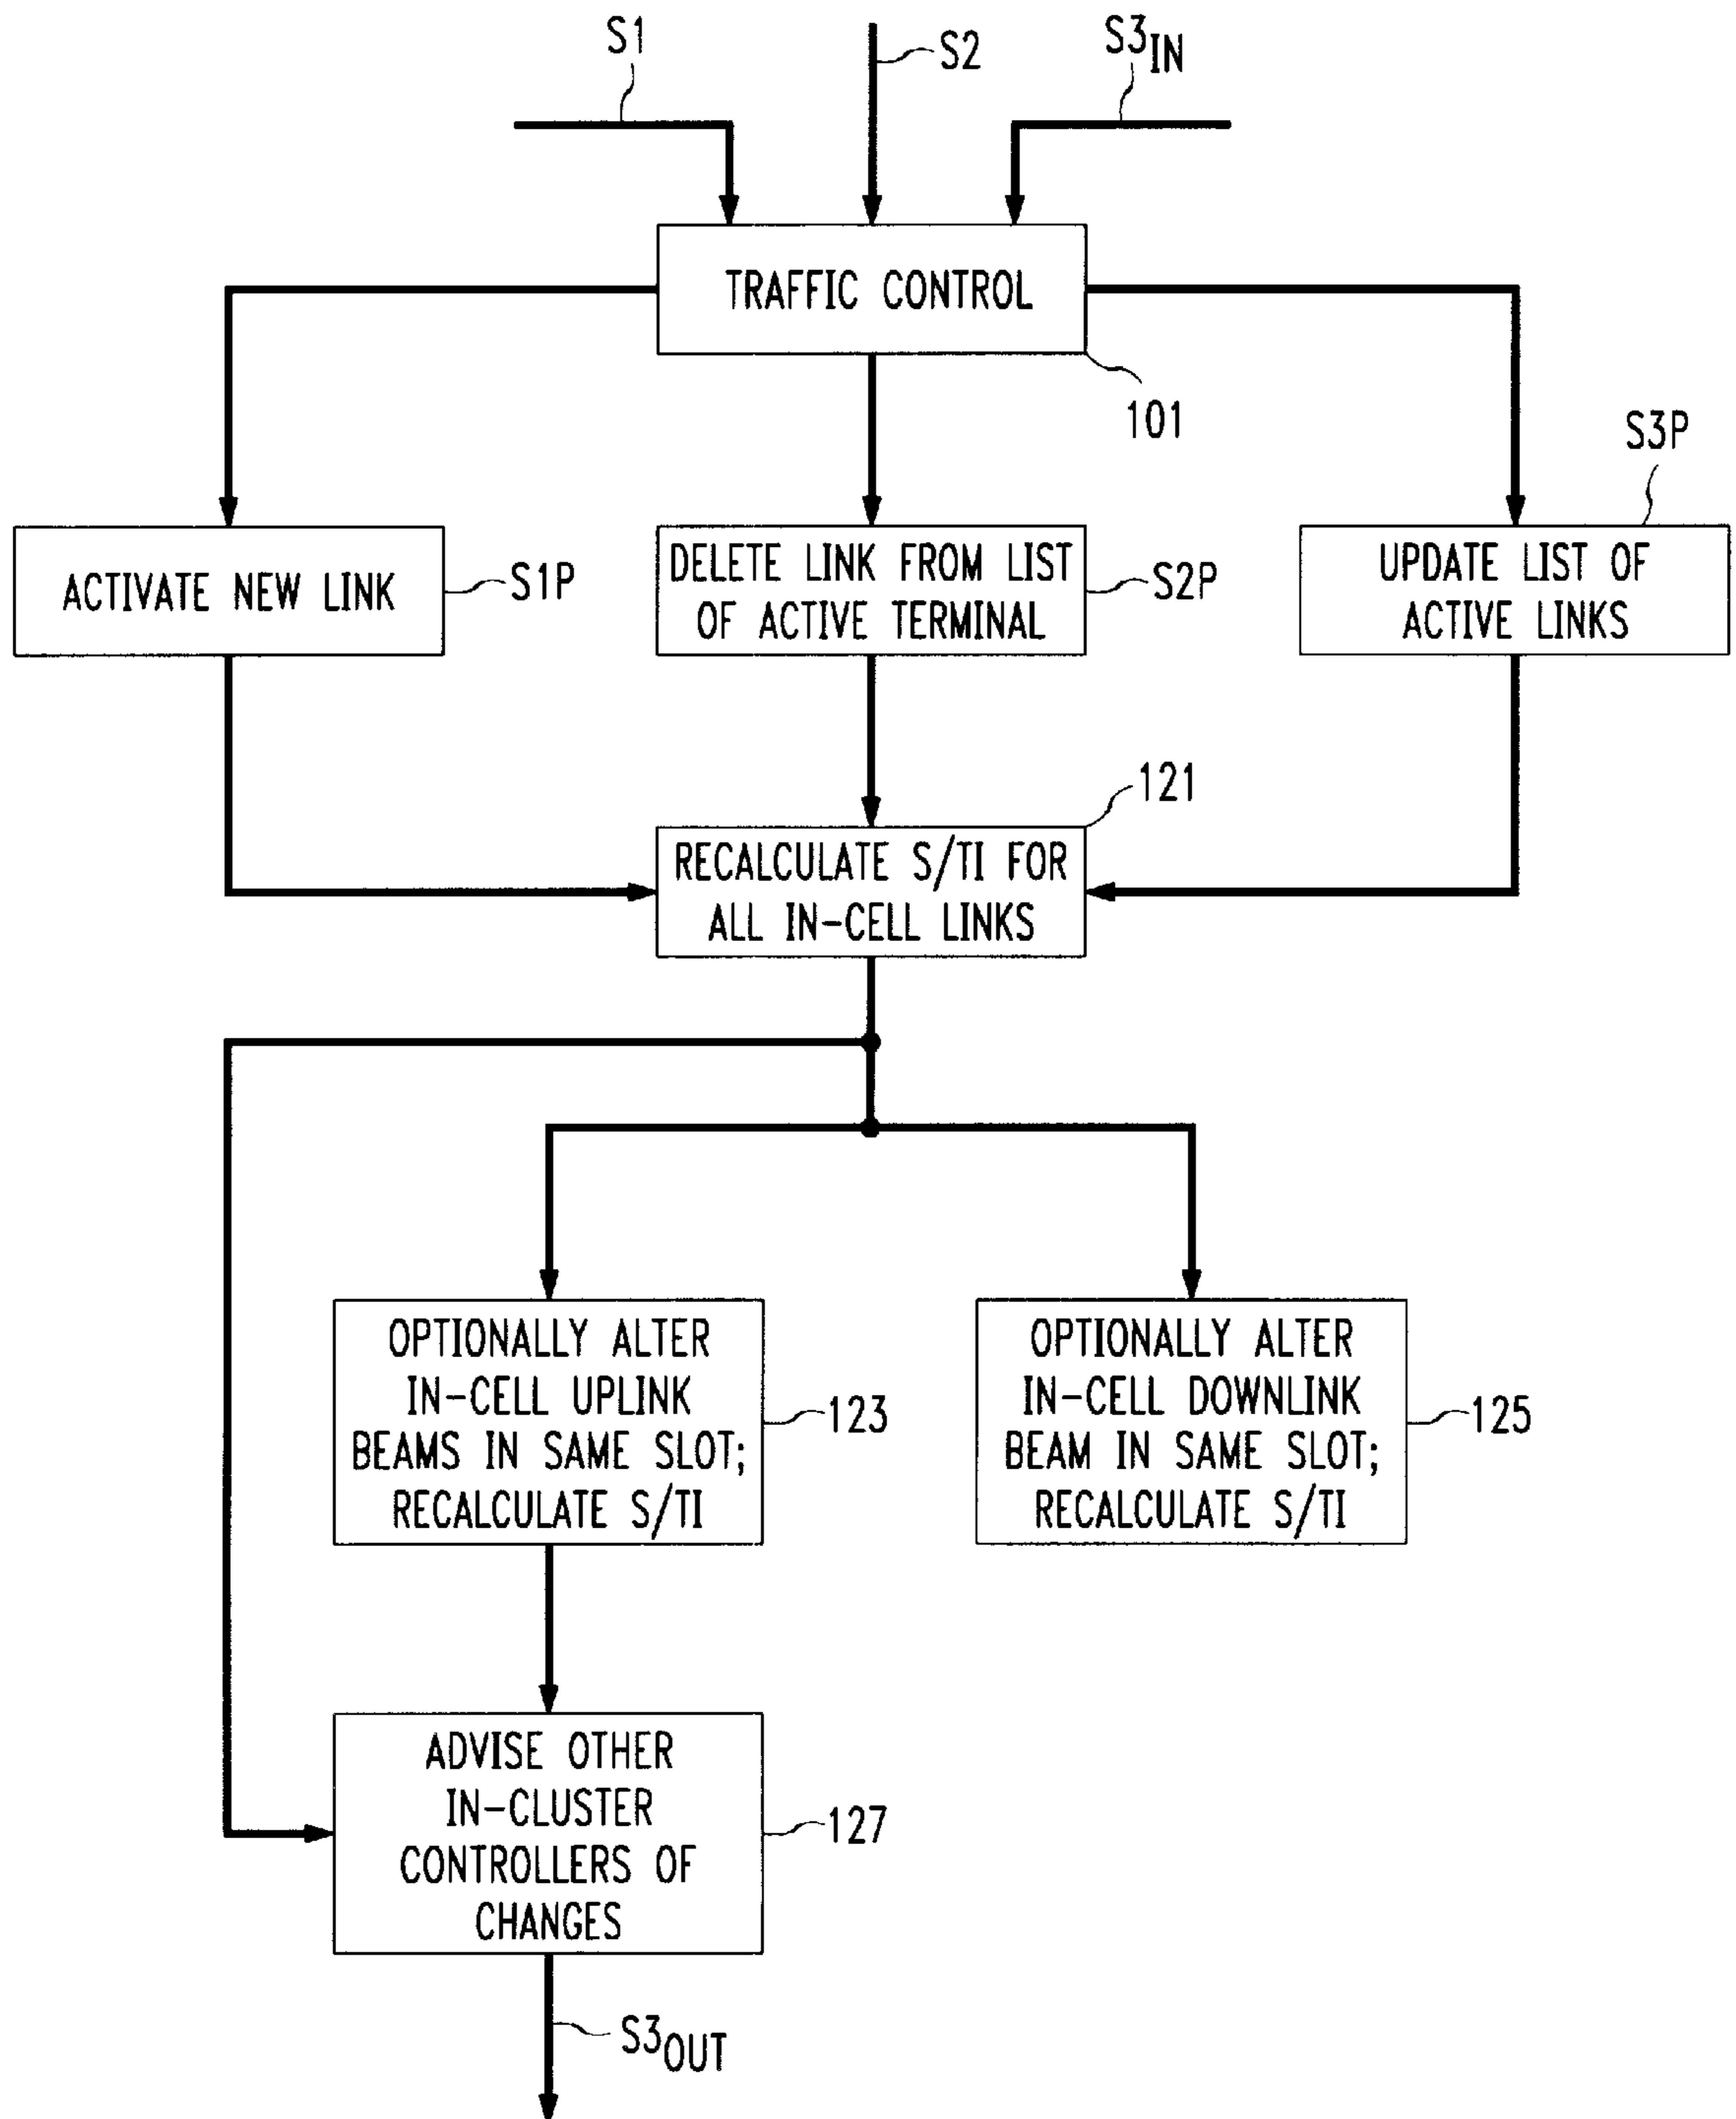 S1
S2
S3IN
TRAFFIC CONTROL
101
S3P
ACTIVATE NEW LINK
S1P
DELETE LINK FROM LIST
OF ACTIVE TERMINAL
S2P
UPDATE LIST OF
ACTIVE LINKS
121
RECALCULATE S/TI FOR
ALL IN-CELL LINKS
OPTIONALLY ALTER
IN-CELL UPLINK
BEAMS IN SAME SLOT;
RECALCULATE S/TI
123
OPTIONALLY ALTER
IN-CELL DOWNLINK
BEAM IN SAME SLOT;
RECALCULATE S/TI
125
ADVISE OTHER
IN-CLUSTER
CONTROLLERS OF
CHANGES
127
S3OUT